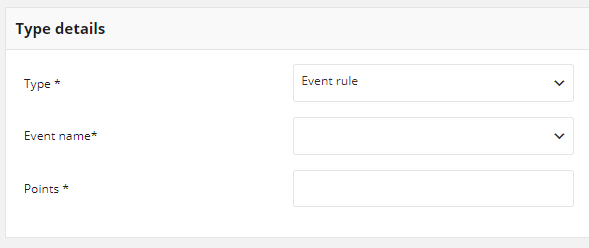 Type details
Type *
Event rule
Event name*
Points *